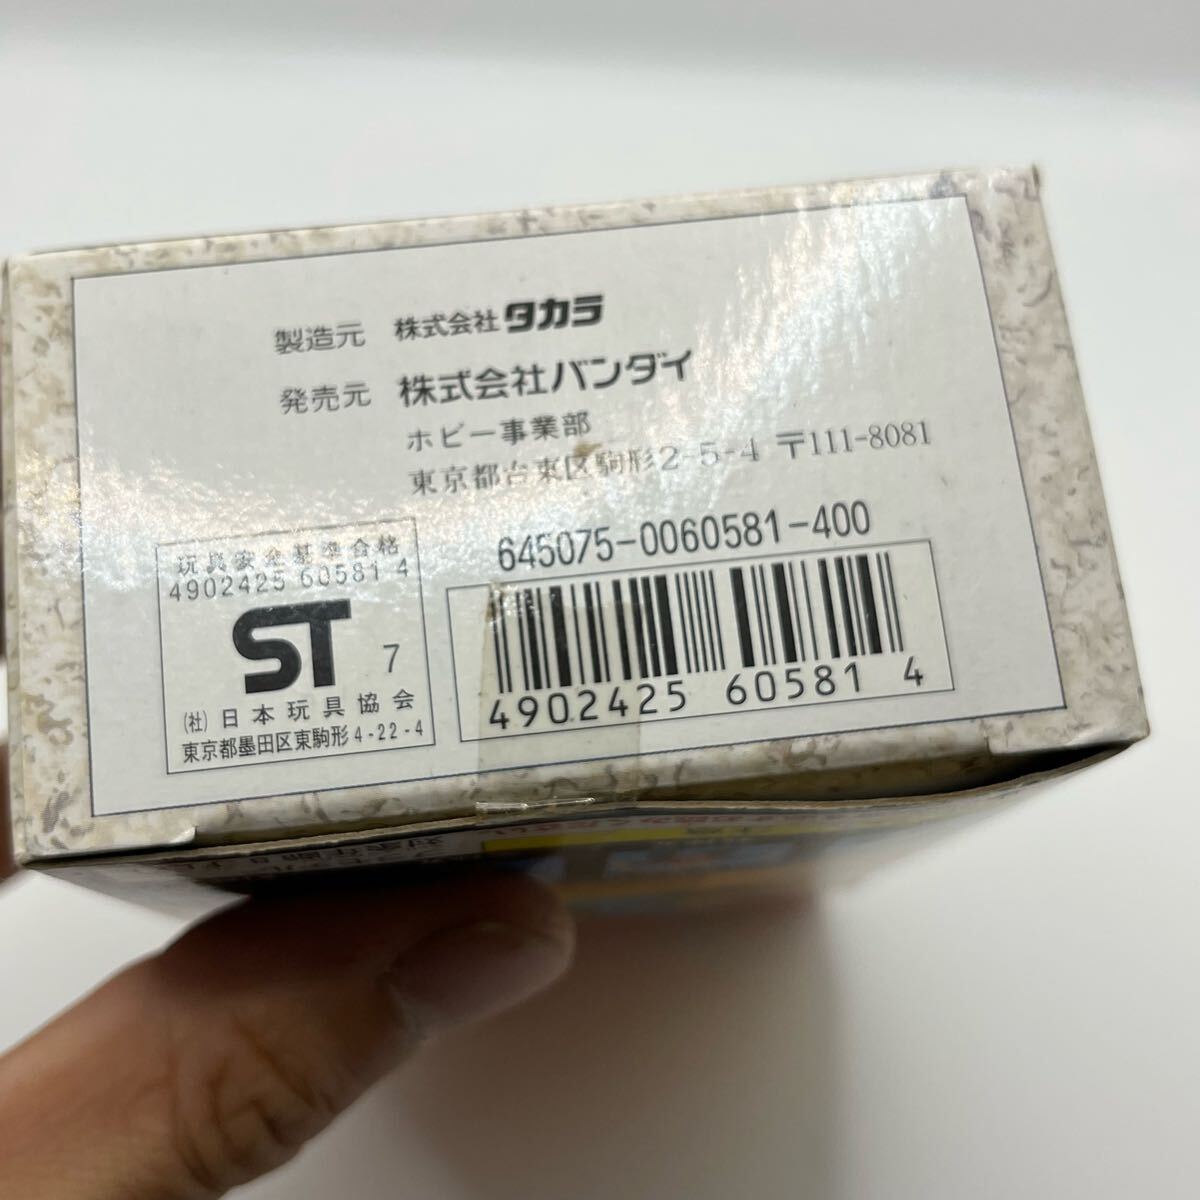 製造元 株式会社 タカラ
発売元 株式会社バンダイ
ホビー事業部
東京都台東区駒形2-5-4 〒111-8081
645075-0060581-400
4902425 60581 4
玩具安全基準合格
4902425 60581 4
ST 7
(社) 日本玩具協会
東京都墨田区東駒形4-22-4